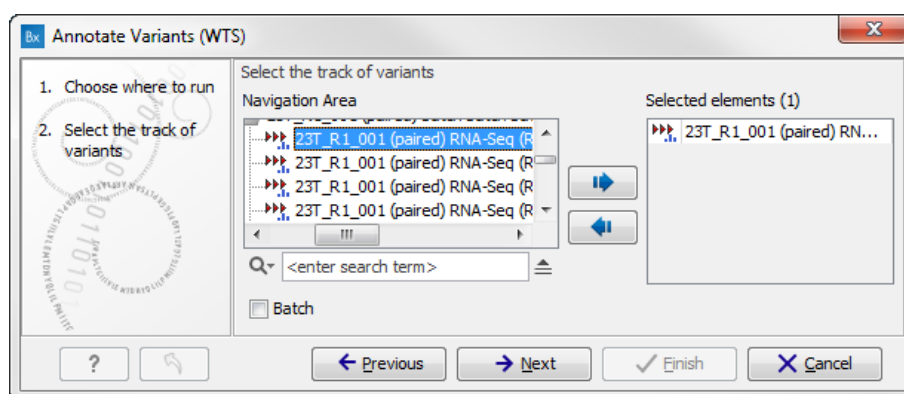 Bx Annotate Variants (WTS)
1. Choose where to run
2. Select the track of
variants
Select the track of variants
Navigation Area
23T_R1_001 (paired) RNA-Seq (R
23T_R1_001 (paired) RNA-Seq (R
23T_R1_001 (paired) RNA-Seq (R
23T_R1_001 (paired) RNA-Seq (R
<enter search term>
Batch
Selected elements (1)
23T_R1_001 (paired) RN...
? Previous Next Finish Cancel